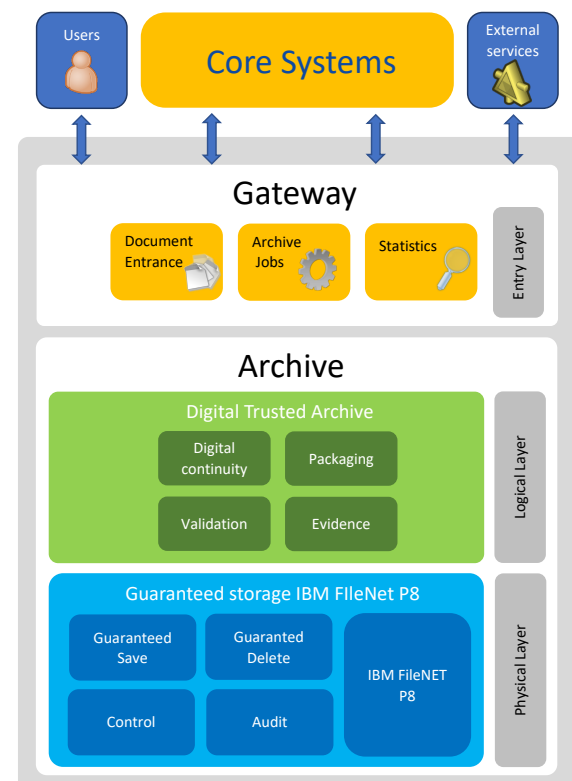 Users
Core Systems
External
services
Gateway
Document
Entrance
Archive
Jobs
Statistics
Entry Layer
Archive
Digital Trusted Archive
Digital
continuity
Packaging
Validation
Evidence
Logical Layer
Guaranteed storage IBM FIleNet P8
Guaranteed
Save
Guaranted
Delete
IBM FileNET
P8
Control
Audit
Physical Layer